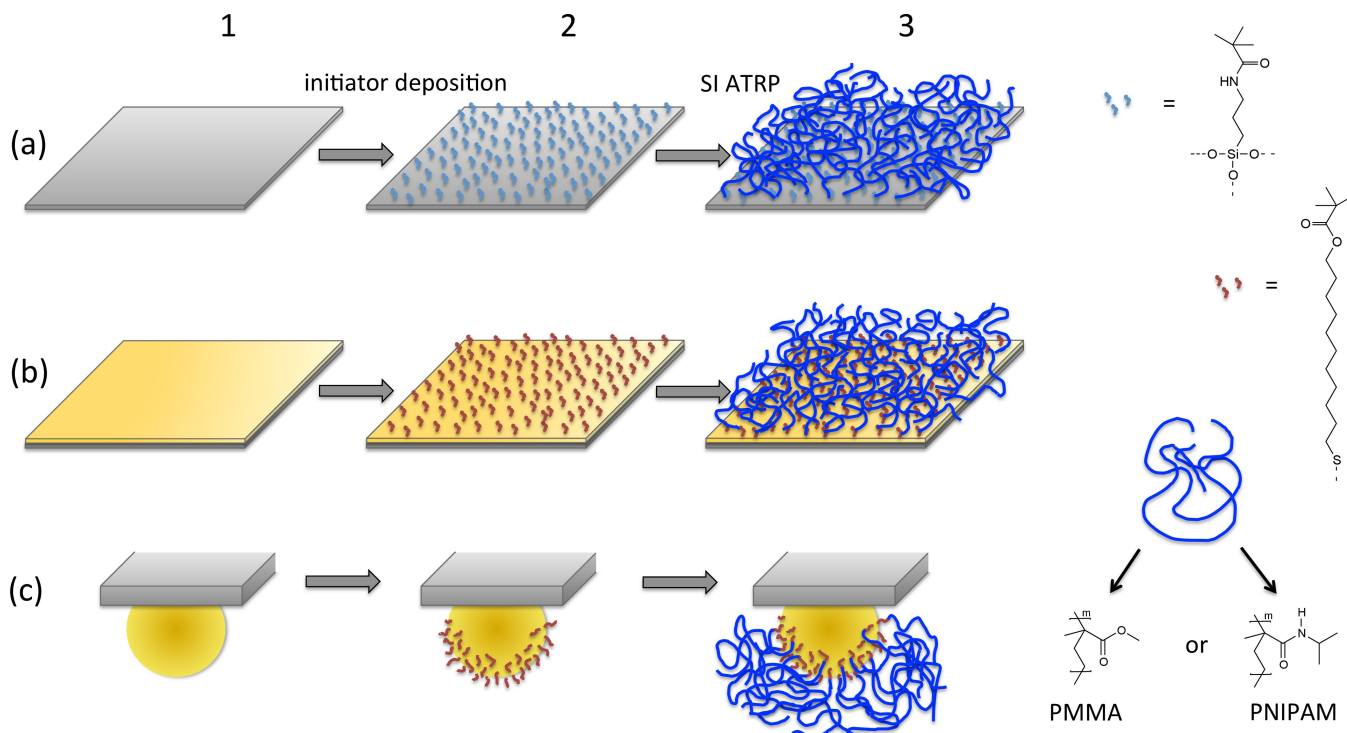 1 2 3
initiator deposition SI ATRP
(a)
=
O
HN
---O-Si-O- - -
O
(b)
=
O
O
S
(c)
m
O
O
or
m
H
N
O
PMMA PNIPAM